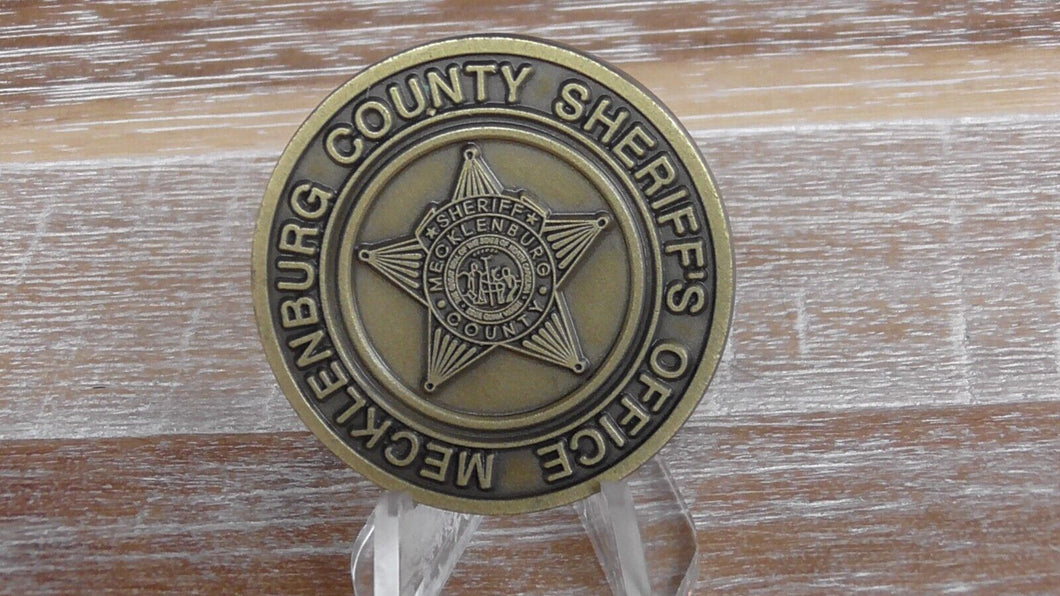 MECKLENBURG COUNTY SHERIFF'S OFFICE
★SHERIFF★
MECKLENBURG
• COUNTY •